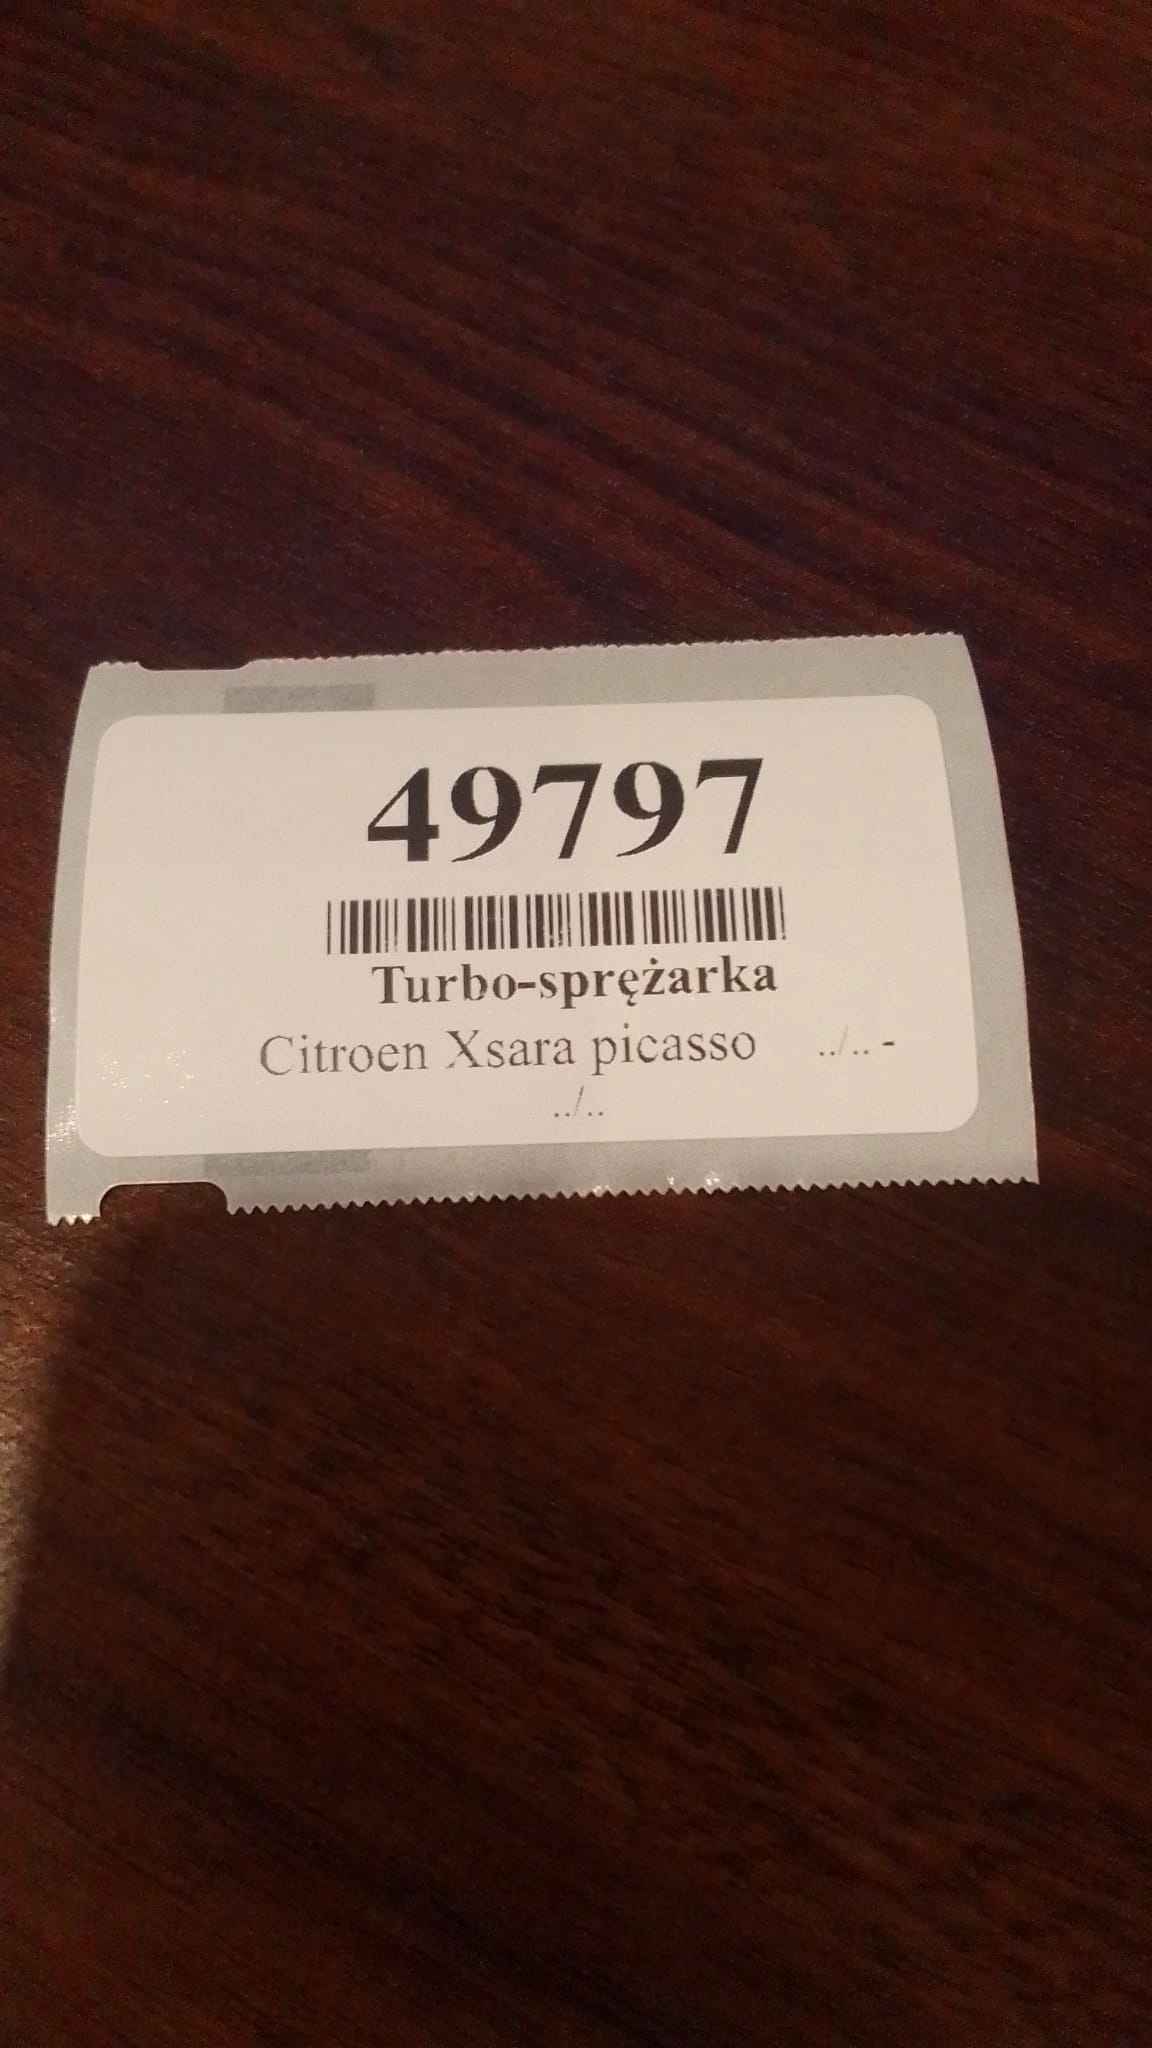 49797
Turbo-sprężarka
Citroen Xsara picasso ../.. -
../..